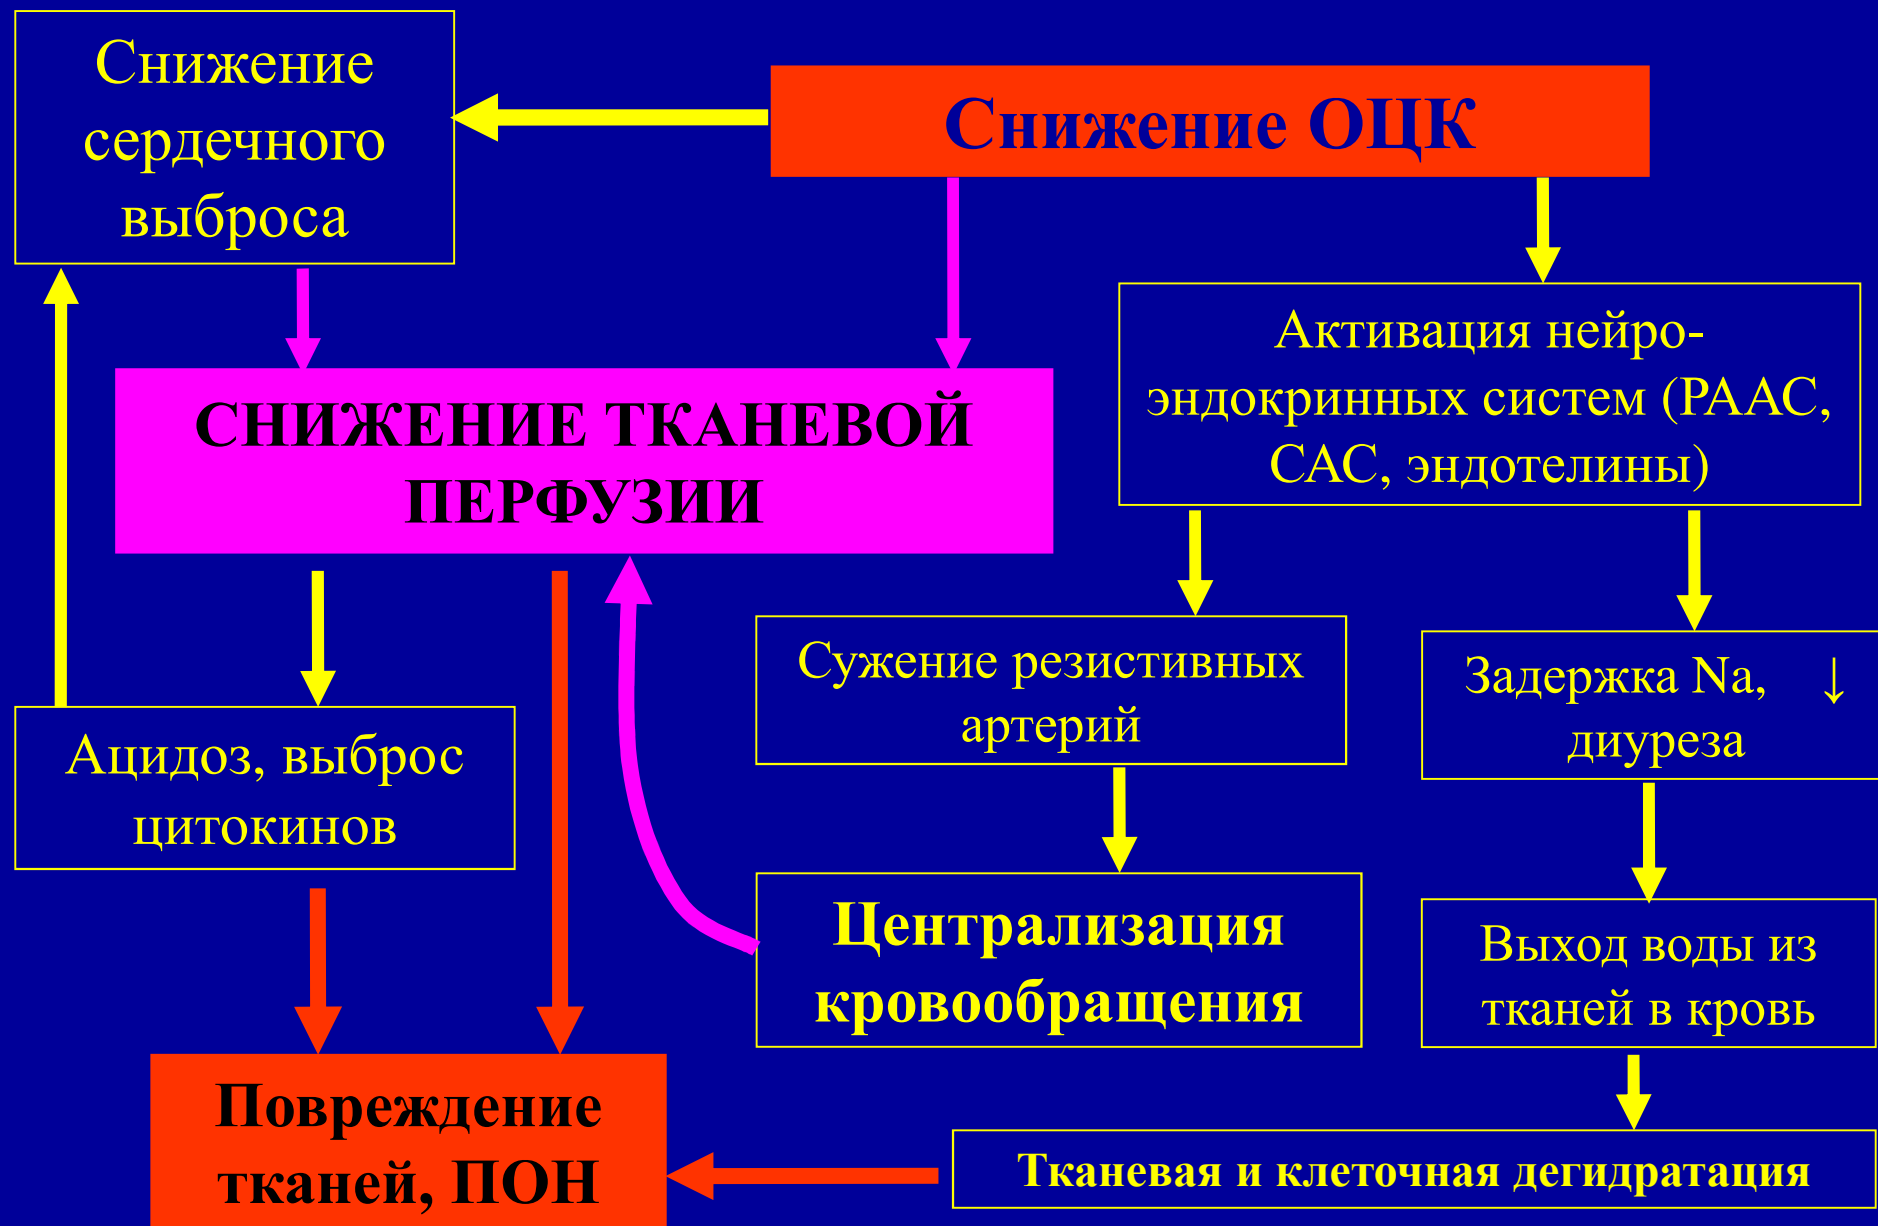 Снижение
сердечного
выброса
Снижение ОЦК
СНИЖЕНИЕ ТКАНЕВОЙ
ПЕРФУЗИИ
Активация нейро-
эндокринных систем (РААС,
САС, эндотелины)
Сужение резистивных
артерий
Задержка Na, ↓
диуреза
Ацидоз, выброс
цитокинов
Централизация
кровообращения
Выход воды из
тканей в кровь
Повреждение
тканей, ПОН
Тканевая и клеточная дегидратация